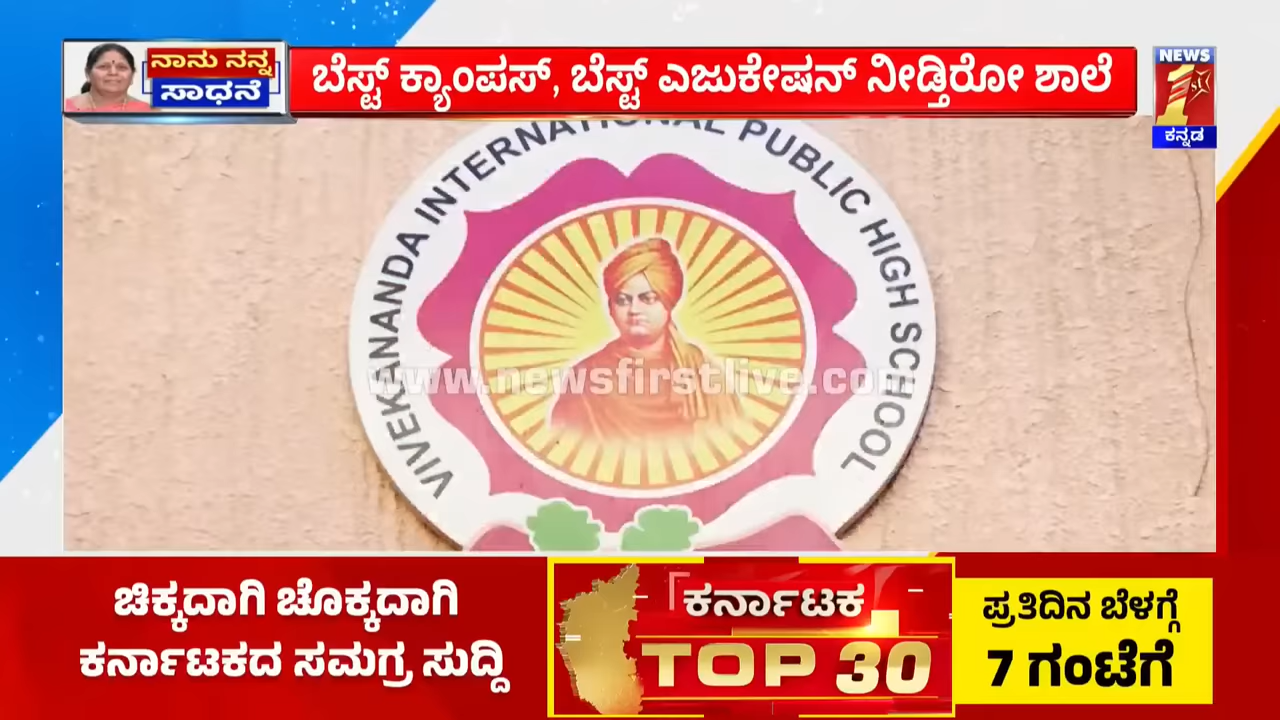 ನಾನು ನನ್ನ
ಸಾಧನೆ
ಬೆಸ್ಟ್ ಕ್ಯಾಂಪಸ್, ಬೆಸ್ಟ್ ಎಜುಕೇಷನ್ ನೀಡ್ತಿರೋ ಶಾಲೆ
NEWS
1st
ಕನ್ನಡ
VIVEKANANDA INTERNATIONAL PUBLIC HIGH SCHOOL
www.newsfirstlive.com
ಚಿಕ್ಕದಾಗಿ ಚೊಕ್ಕದಾಗಿ
ಕರ್ನಾಟಕದ ಸಮಗ್ರ ಸುದ್ದಿ
ಕರ್ನಾಟಕ
TOP 30
ಪ್ರತಿದಿನ ಬೆಳಗ್ಗೆ
7 ಗಂಟೆಗೆ